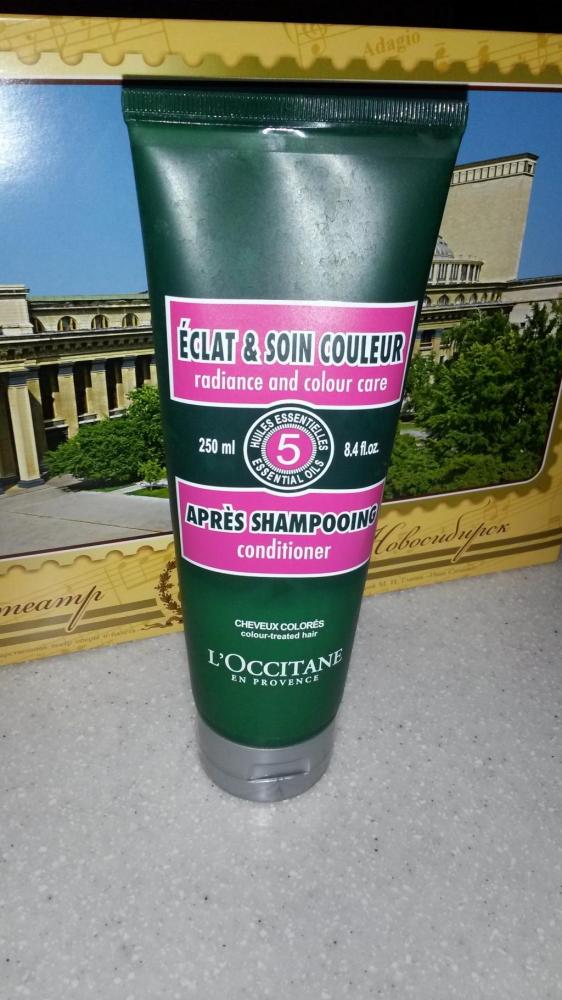 Adagio
ÉCLAT & SOIN COULEUR
radiance and colour care
250 ml
HUILES ESSENTIELLES
5
ESSENTIAL OILS
8.4 fl.oz.
APRÈS SHAMPOOING
conditioner
Новосибирск
театр
CHEVEUX COLORÉS
colour-treated hair
L'OCCITANE
EN PROVENCE